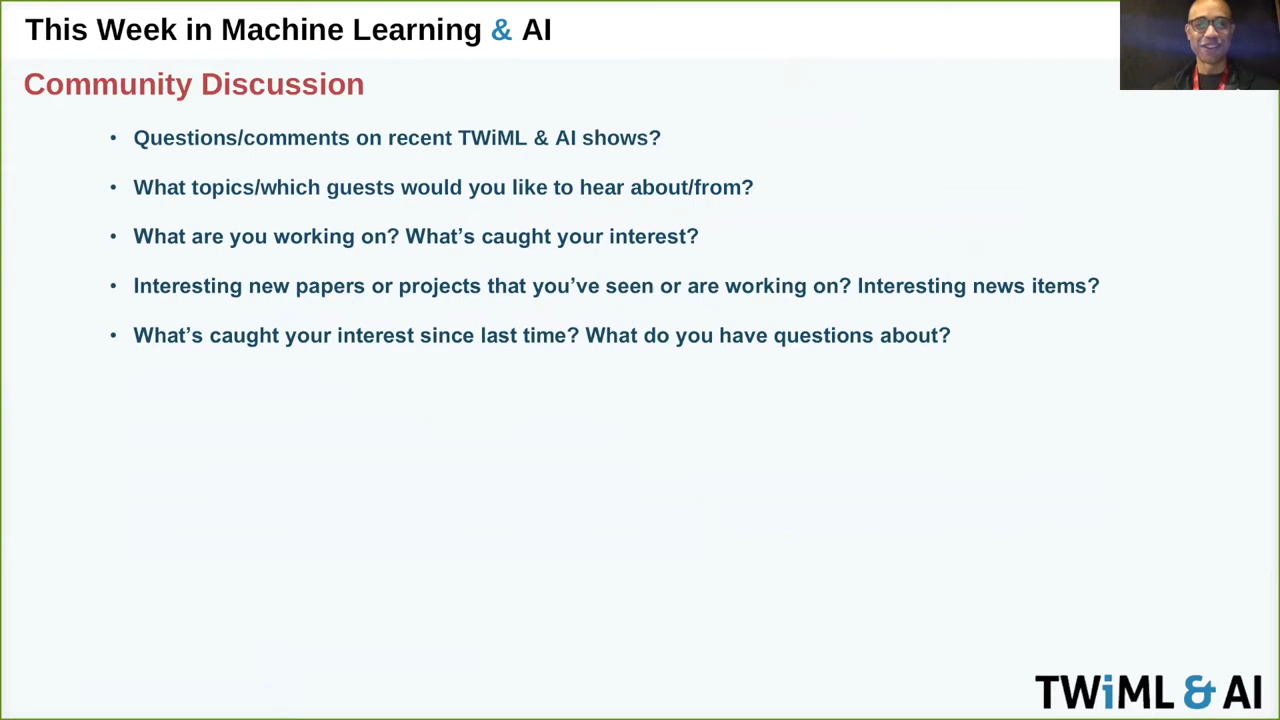 This Week in Machine Learning & AI
Community Discussion
• Questions/comments on recent TWiML & AI shows?
• What topics/which guests would you like to hear about/from?
• What are you working on? What’s caught your interest?
• Interesting new papers or projects that you’ve seen or are working on? Interesting news items?
• What’s caught your interest since last time? What do you have questions about?
TWiML & AI